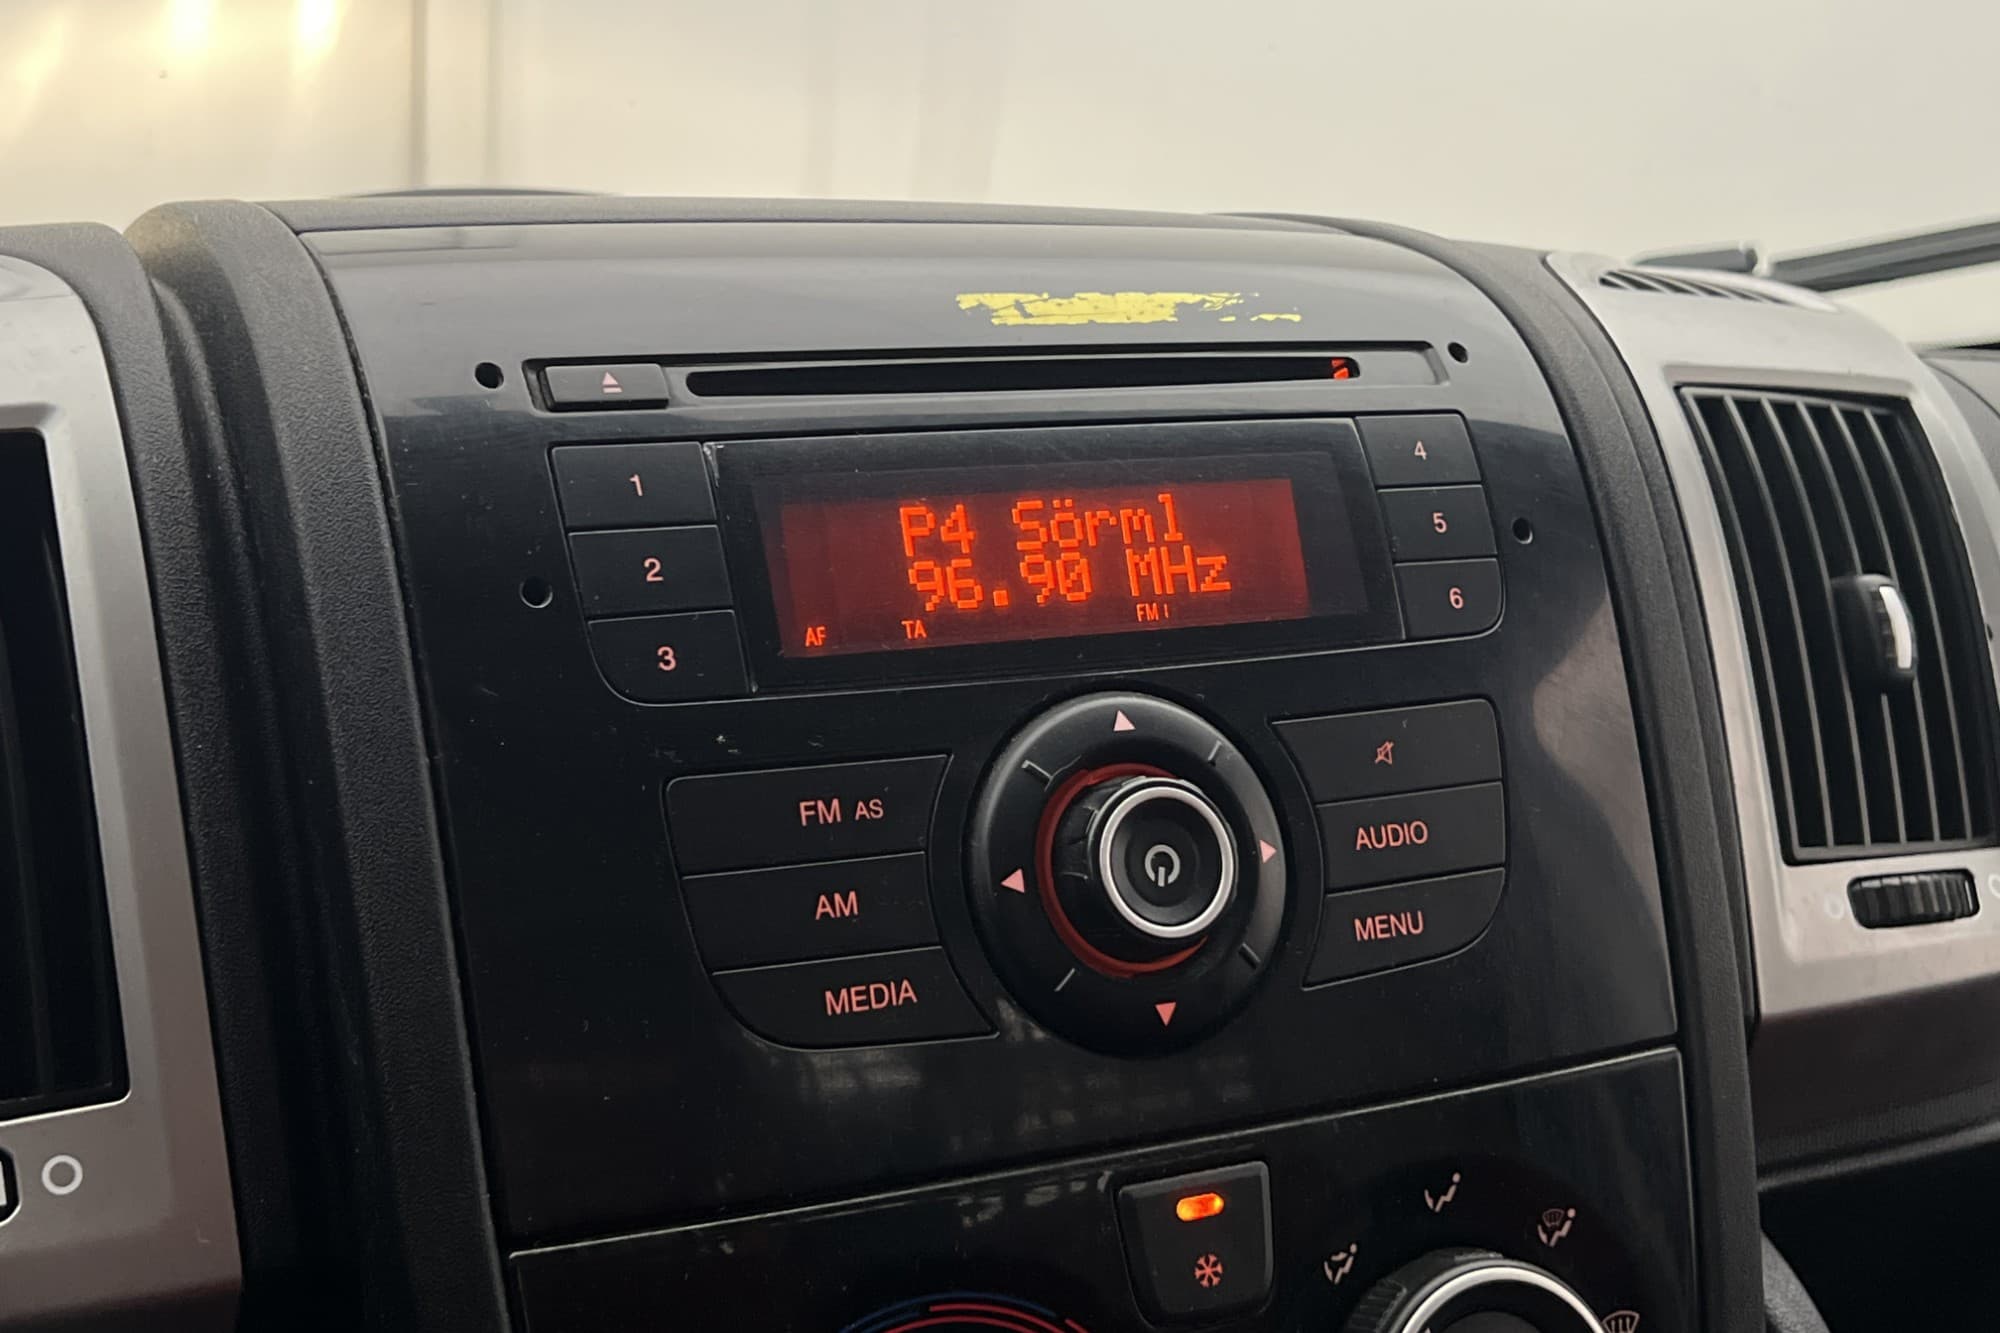 1
2
3
P4 Sörml
96.90 MHz
AF TA FM I
4
5
6
FM AS
AM
MEDIA
AUDIO
MENU